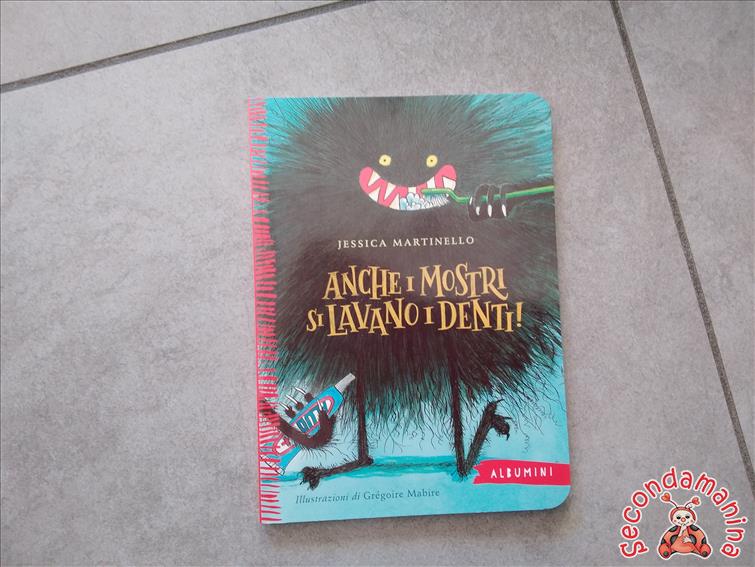 JESSICA MARTINELLO
ANCHE I MOSTRI
SI LAVANO I DENTI!
ALBUMINI
Illustrazioni di Grégoire Mabire
Secondamanina